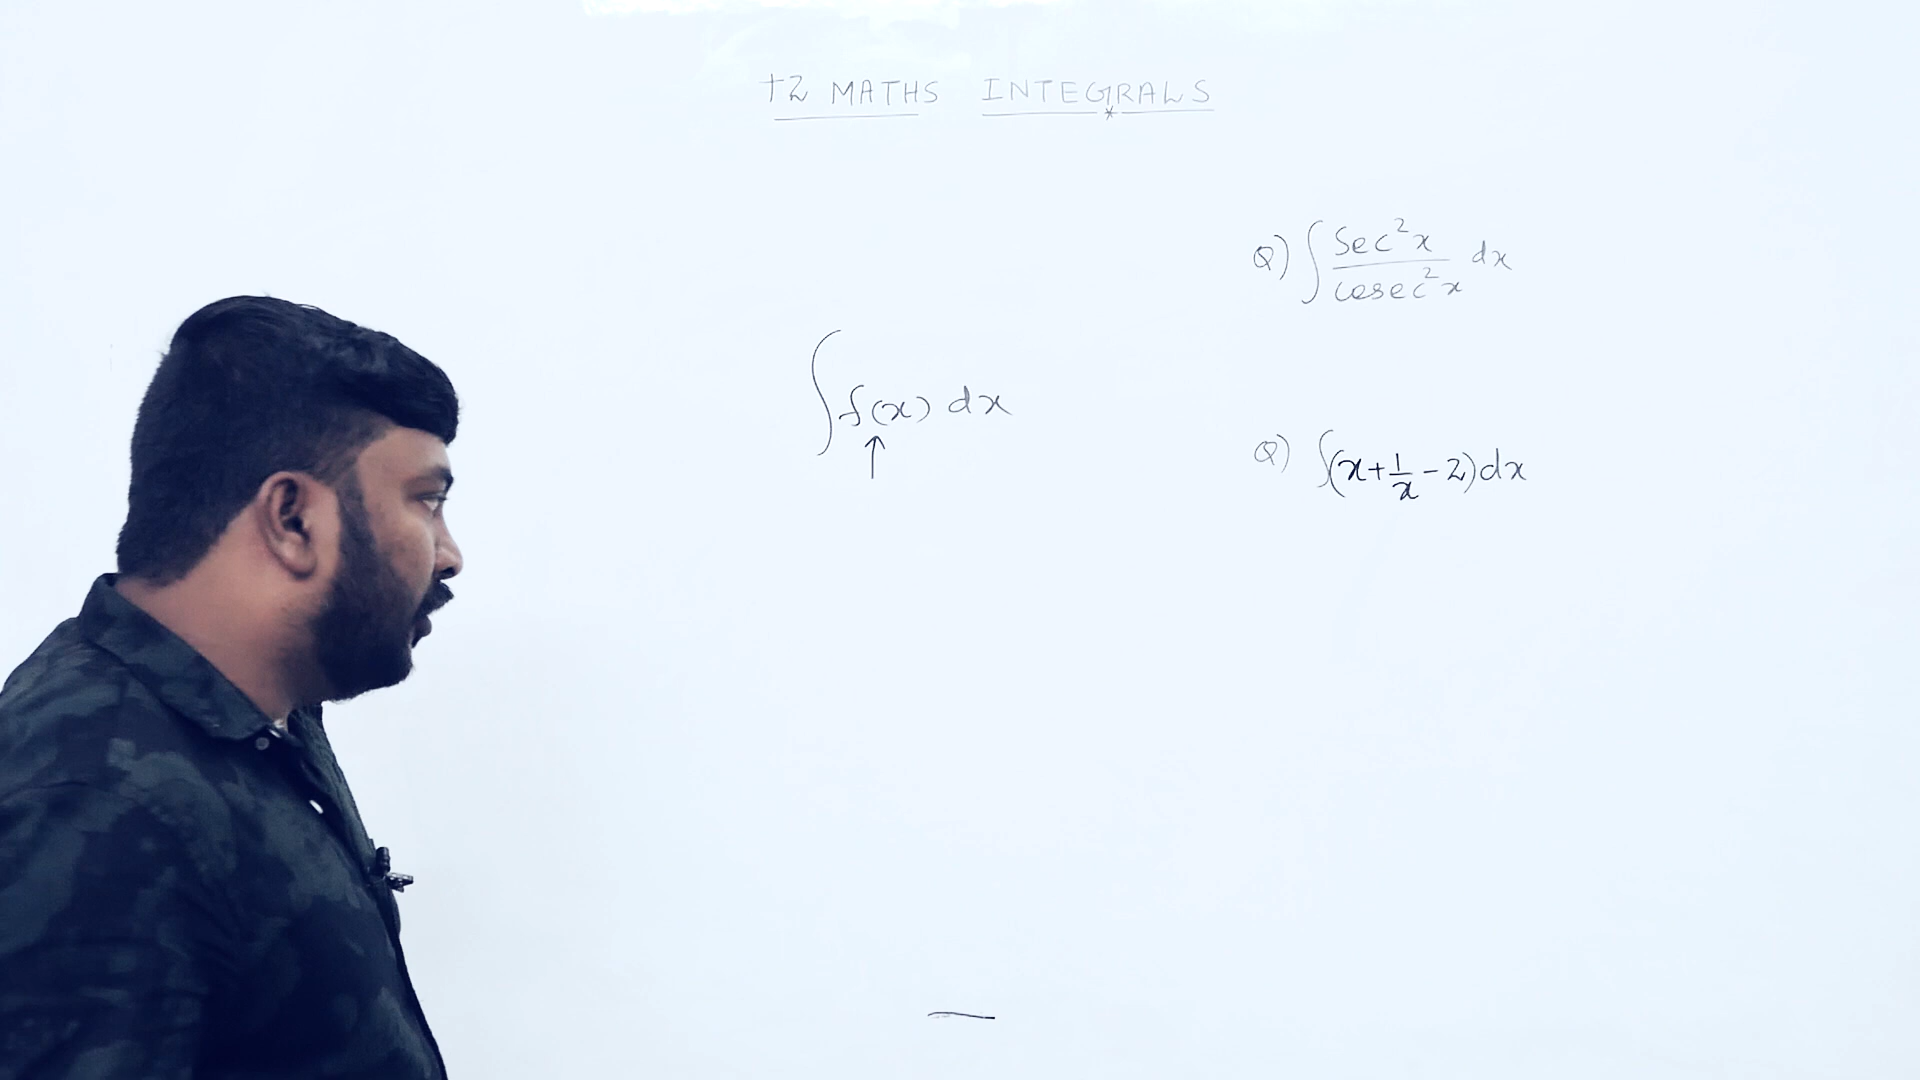 +2 MATHS INTEGRALS
Q) ∫ Sec²x / cosec²x dx
∫f(x) dx
↑
Q) ∫(x+1/x-2)dx